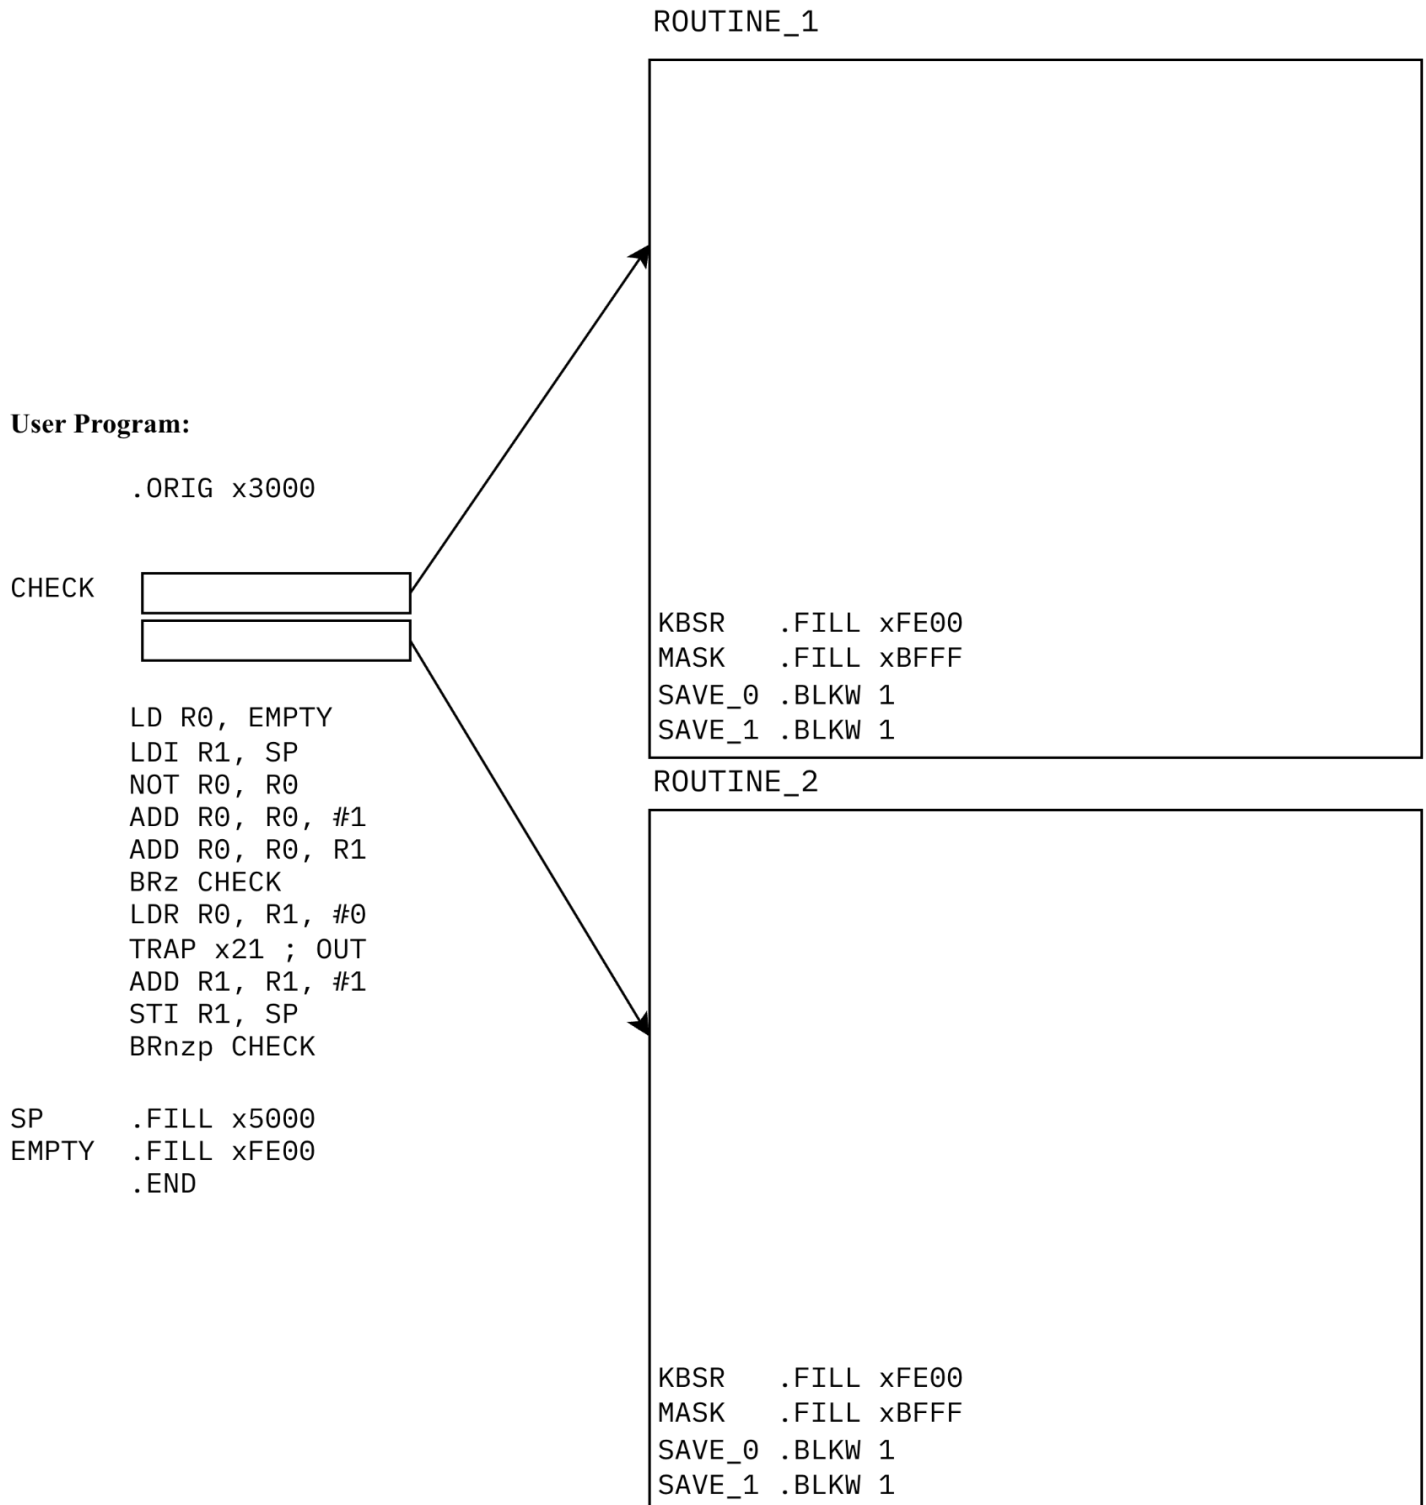 ROUTINE_1
User Program:
.ORIG x3000
CHECK
LD R0, EMPTY
LDI R1, SP
NOT R0, R0
ADD R0, R0, #1
ADD R0, R0, R1
BRz CHECK
LDR R0, R1, #0
TRAP x21 ; OUT
ADD R1, R1, #1
STI R1, SP
BRnzp CHECK
SP .FILL x5000
EMPTY .FILL xFE00
.END
KBSR .FILL xFE00
MASK .FILL xBFFF
SAVE_0 .BLKW 1
SAVE_1 .BLKW 1
ROUTINE_2
KBSR .FILL xFE00
MASK .FILL xBFFF
SAVE_0 .BLKW 1
SAVE_1 .BLKW 1